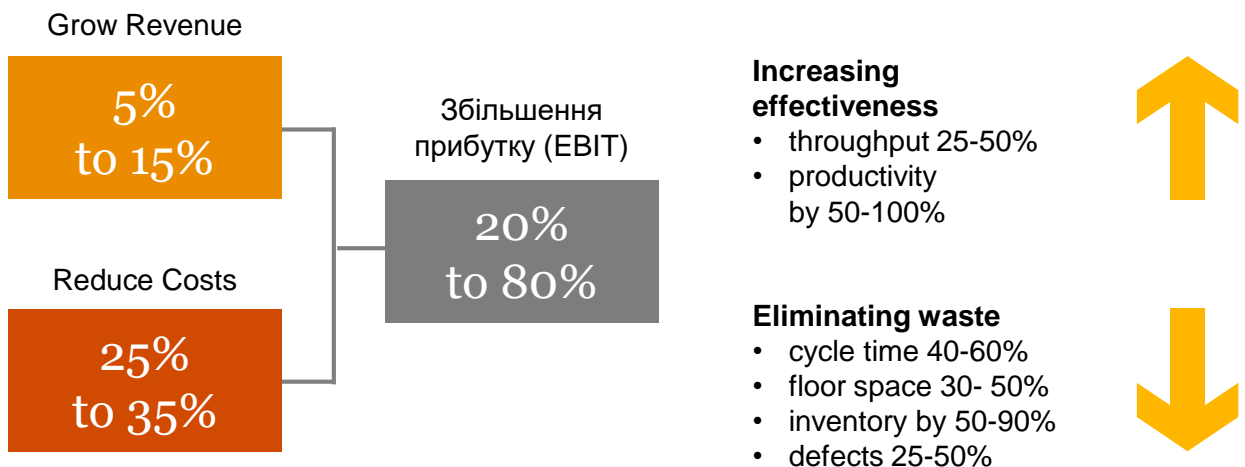 Grow Revenue
5%
to 15%
Reduce Costs
25%
to 35%
Збільшення
прибутку (EBIT)
20%
to 80%
Increasing
effectiveness
• throughput 25-50%
• productivity
by 50-100%
Eliminating waste
• cycle time 40-60%
• floor space 30- 50%
• inventory by 50-90%
• defects 25-50%